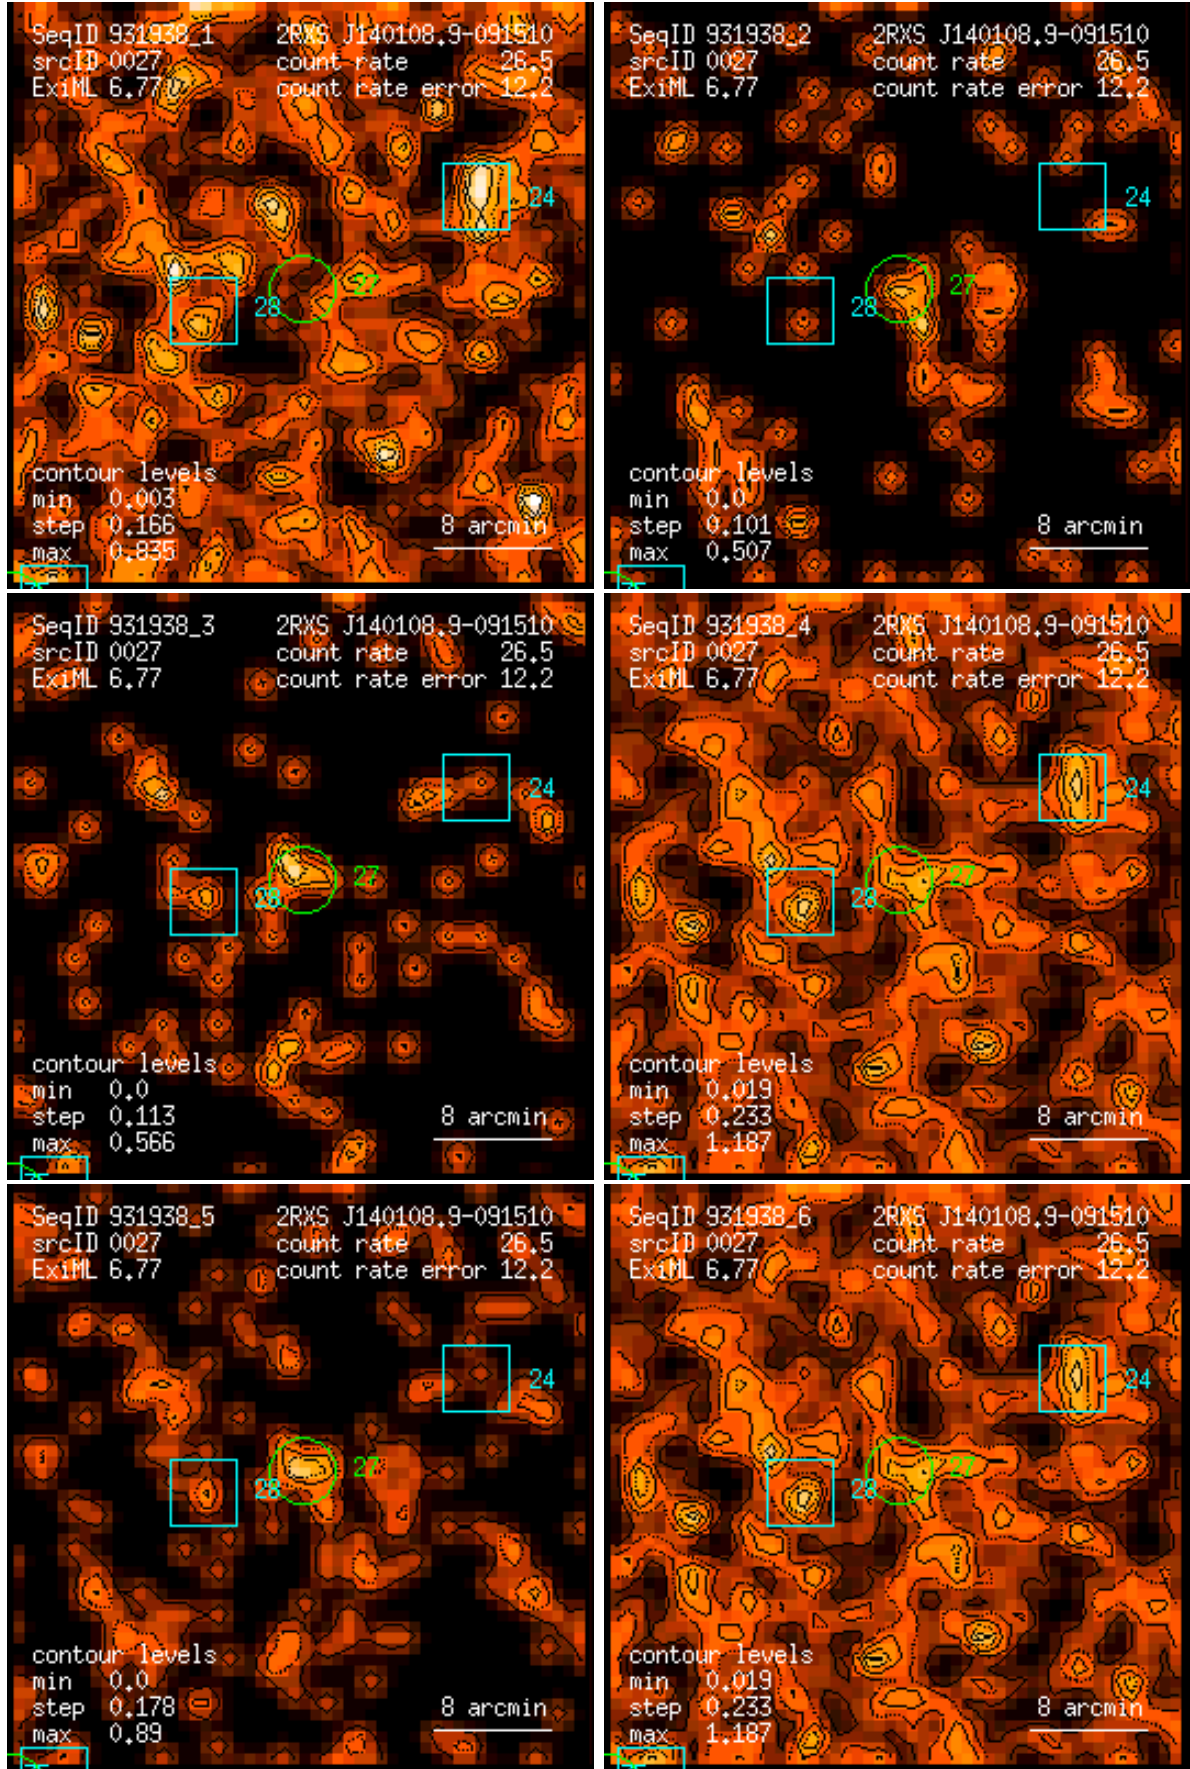 SeqID 931938_1 2RXS J140108.9-091510
srcID 0027 count rate 26.5
ExiML 6.77 count rate error 12.2
24
28 27
contour levels
min 0.003
step 0.166 8 arcmin
max 0.835
SeqID 931938_2 2RXS J140108.9-091510
srcID 0027 count rate 26.5
ExiML 6.77 count rate error 12.2
24
28 27
contour levels
min 0.0
step 0.101 8 arcmin
max 0.507
SeqID 931938_3 2RXS J140108.9-091510
srcID 0027 count rate 26.5
ExiML 6.77 count rate error 12.2
24
28 27
contour levels
min 0.0
step 0.113 8 arcmin
max 0.566
SeqID 931938_4 2RXS J140108.9-091510
srcID 0027 count rate 26.5
ExiML 6.77 count rate error 12.2
24
28 27
contour levels
min 0.019
step 0.233 8 arcmin
max 1.187
SeqID 931938_5 2RXS J140108.9-091510
srcID 0027 count rate 26.5
ExiML 6.77 count rate error 12.2
24
28 27
contour levels
min 0.0
step 0.178 8 arcmin
max 0.89
SeqID 931938_6 2RXS J140108.9-091510
srcID 0027 count rate 26.5
ExiML 6.77 count rate error 12.2
24
28 27
contour levels
min 0.019
step 0.233 8 arcmin
max 1.187